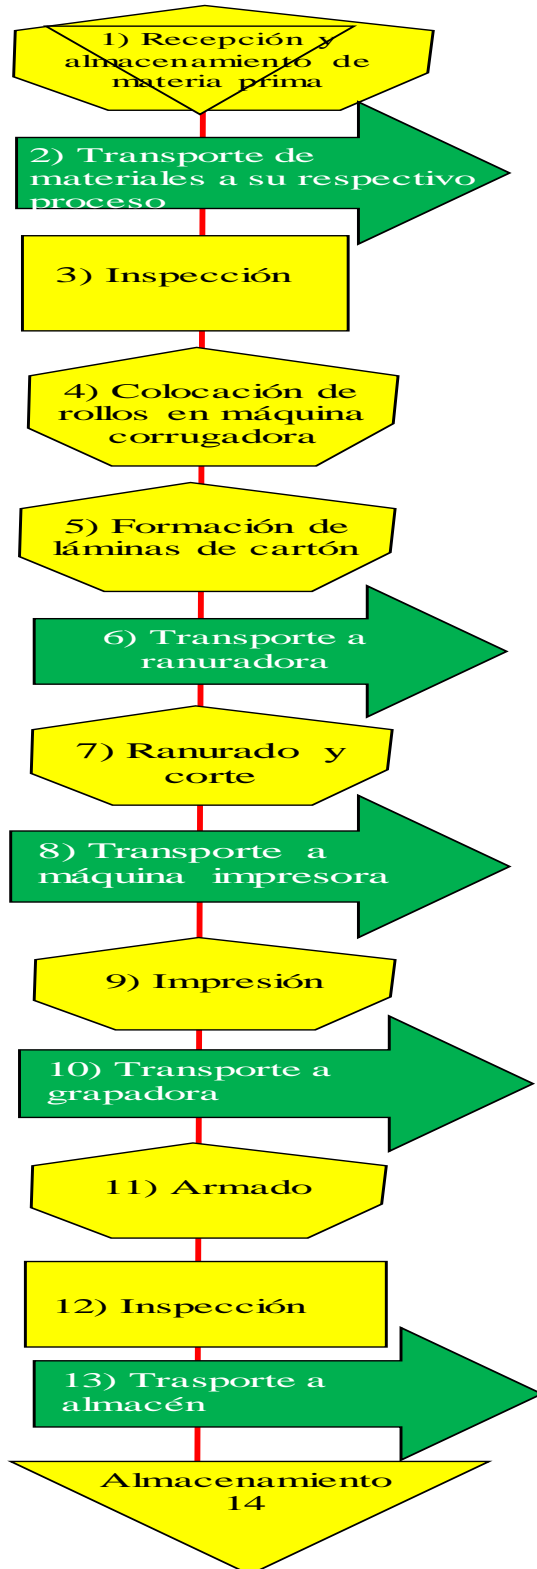 1) Recepción y
almacenamiento de
materia prima
2) Transporte de
materiales a su respectivo
proceso
3) Inspección
4) Colocación de
rollos en máquina
corrugadora
5) Formación de
láminas de cartón
6) Transporte a
ranuradora
7) Ranurado y
corte
8) Transporte a
máquina impresora
9) Impresión
10) Transporte a
grapadora
11) Armado
12) Inspección
13) Trasporte a
almacén
Almacenamiento
14